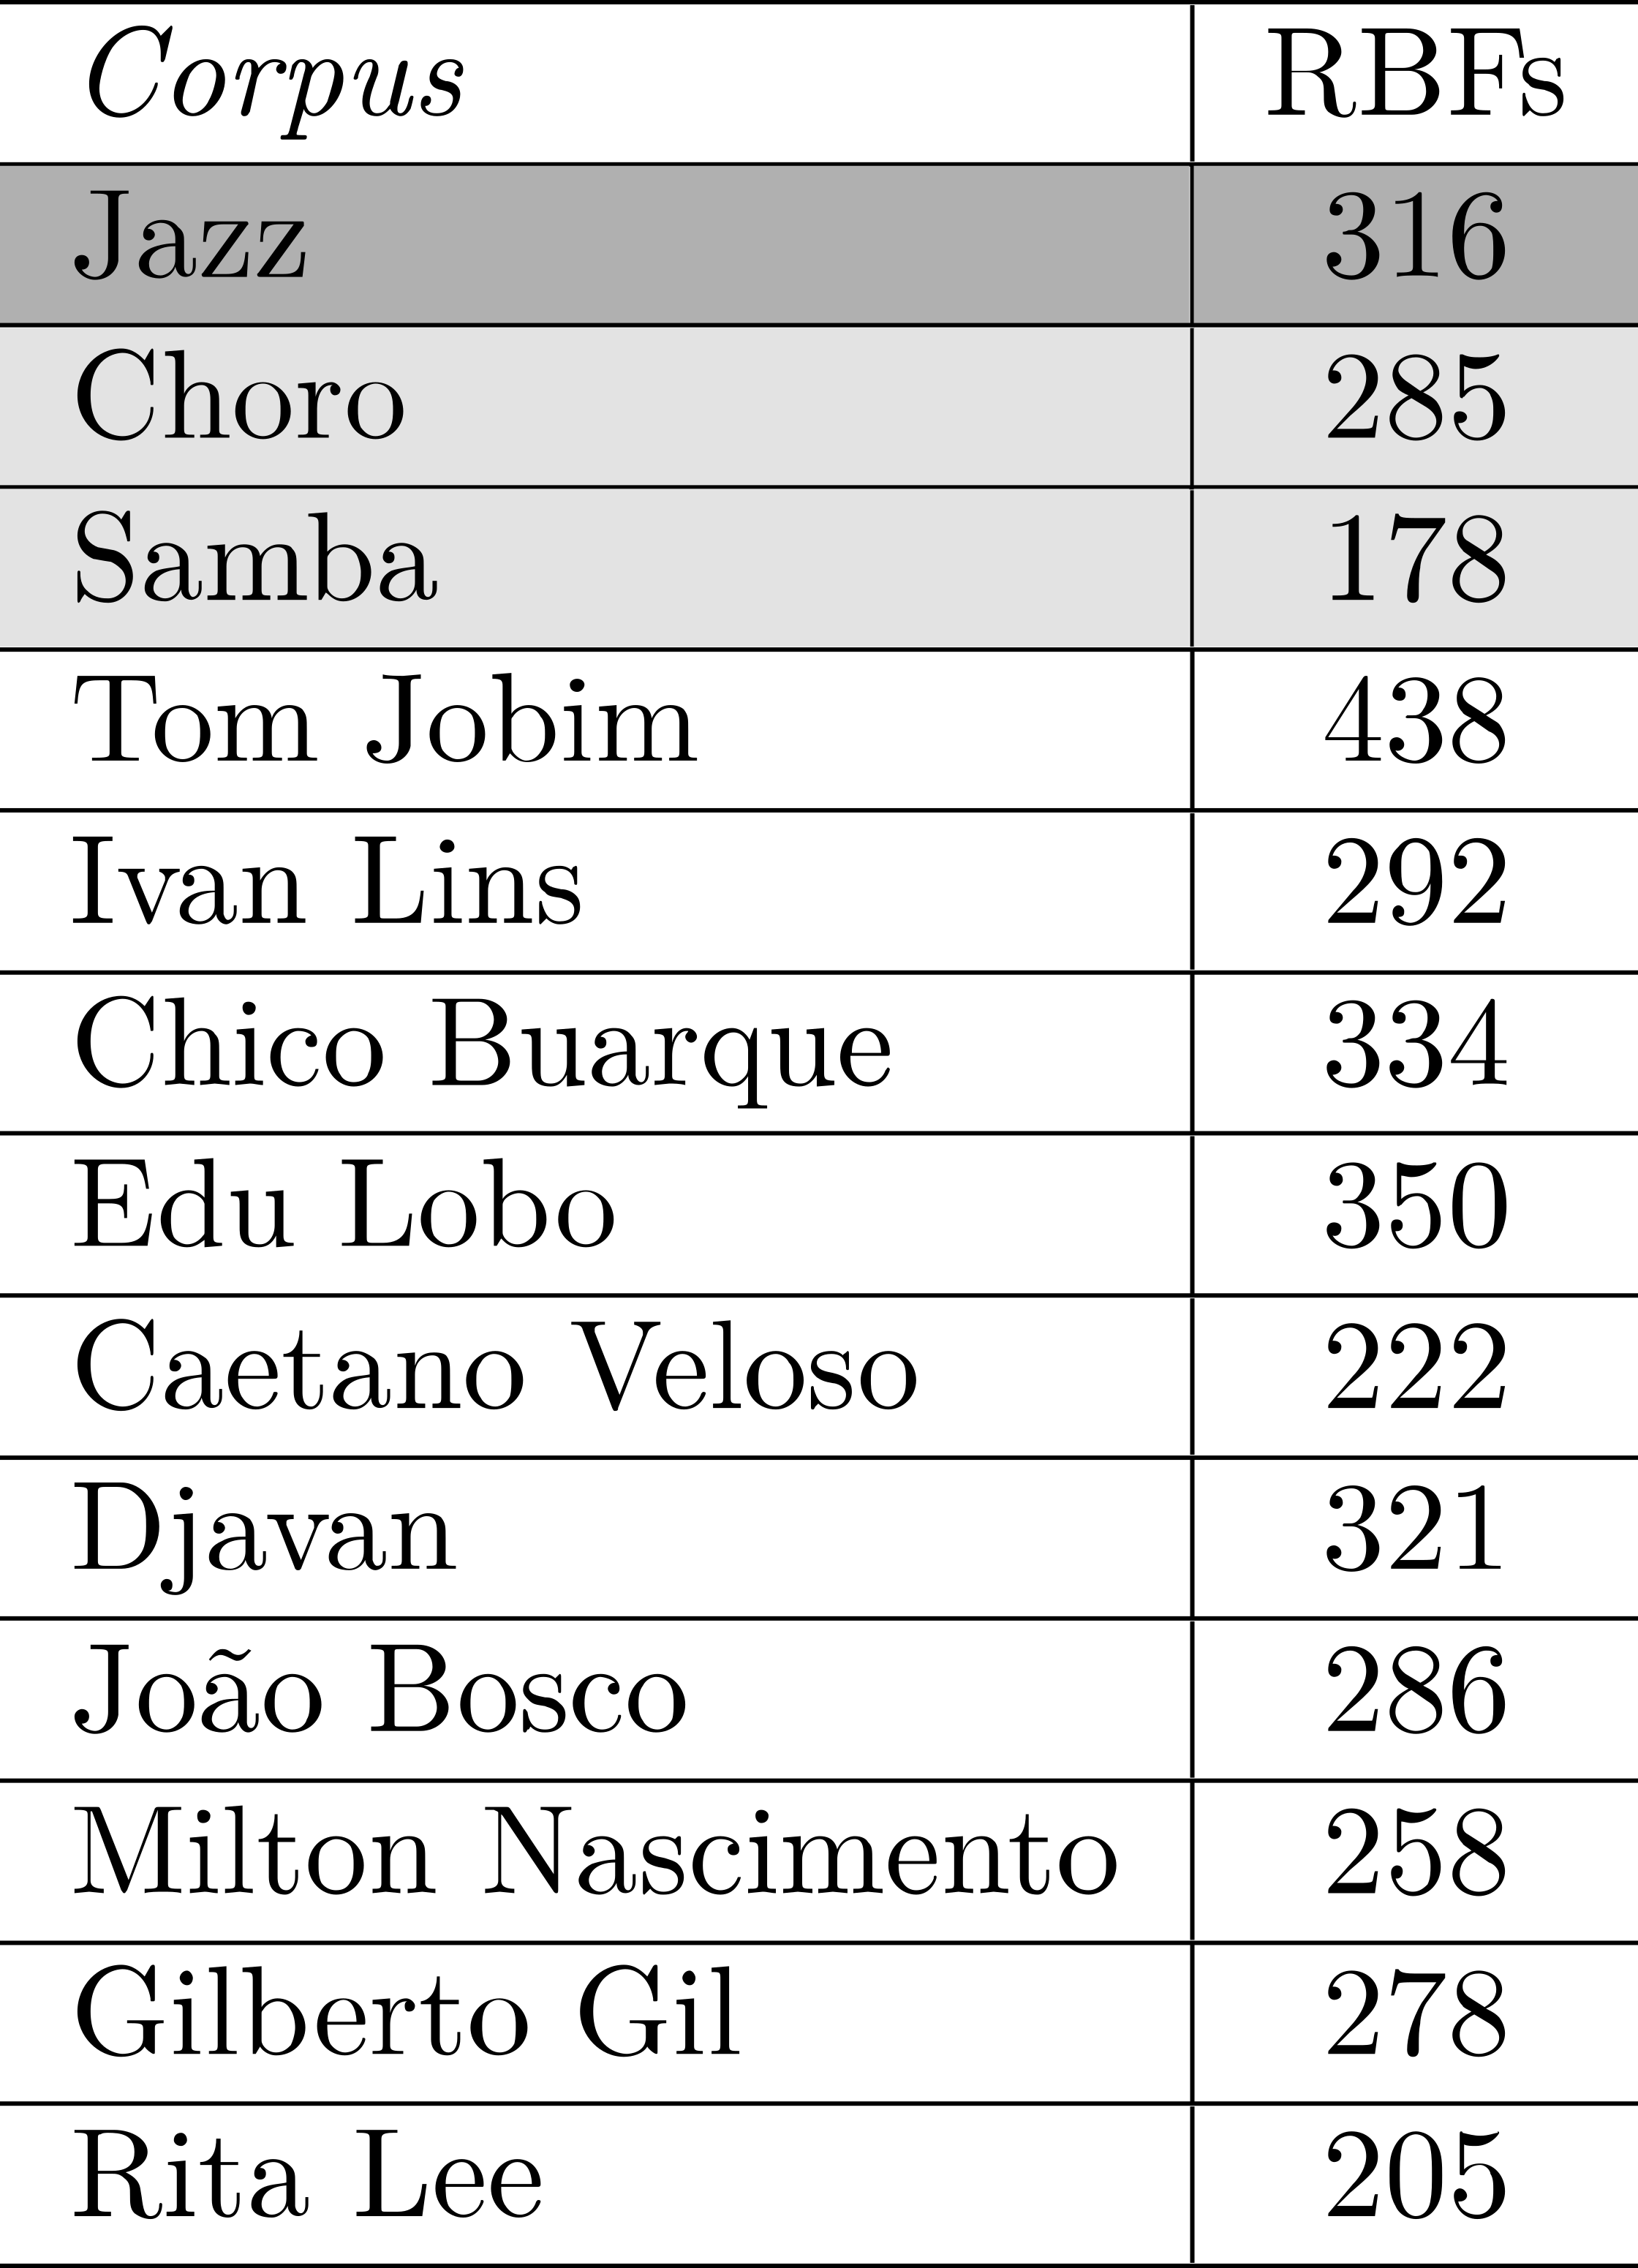 Corpus RBFs
Jazz 316
Choro 285
Samba 178
Tom Jobim 438
Ivan Lins 292
Chico Buarque 334
Edu Lobo 350
Caetano Veloso 222
Djavan 321
João Bosco 286
Milton Nascimento 258
Gilberto Gil 278
Rita Lee 205